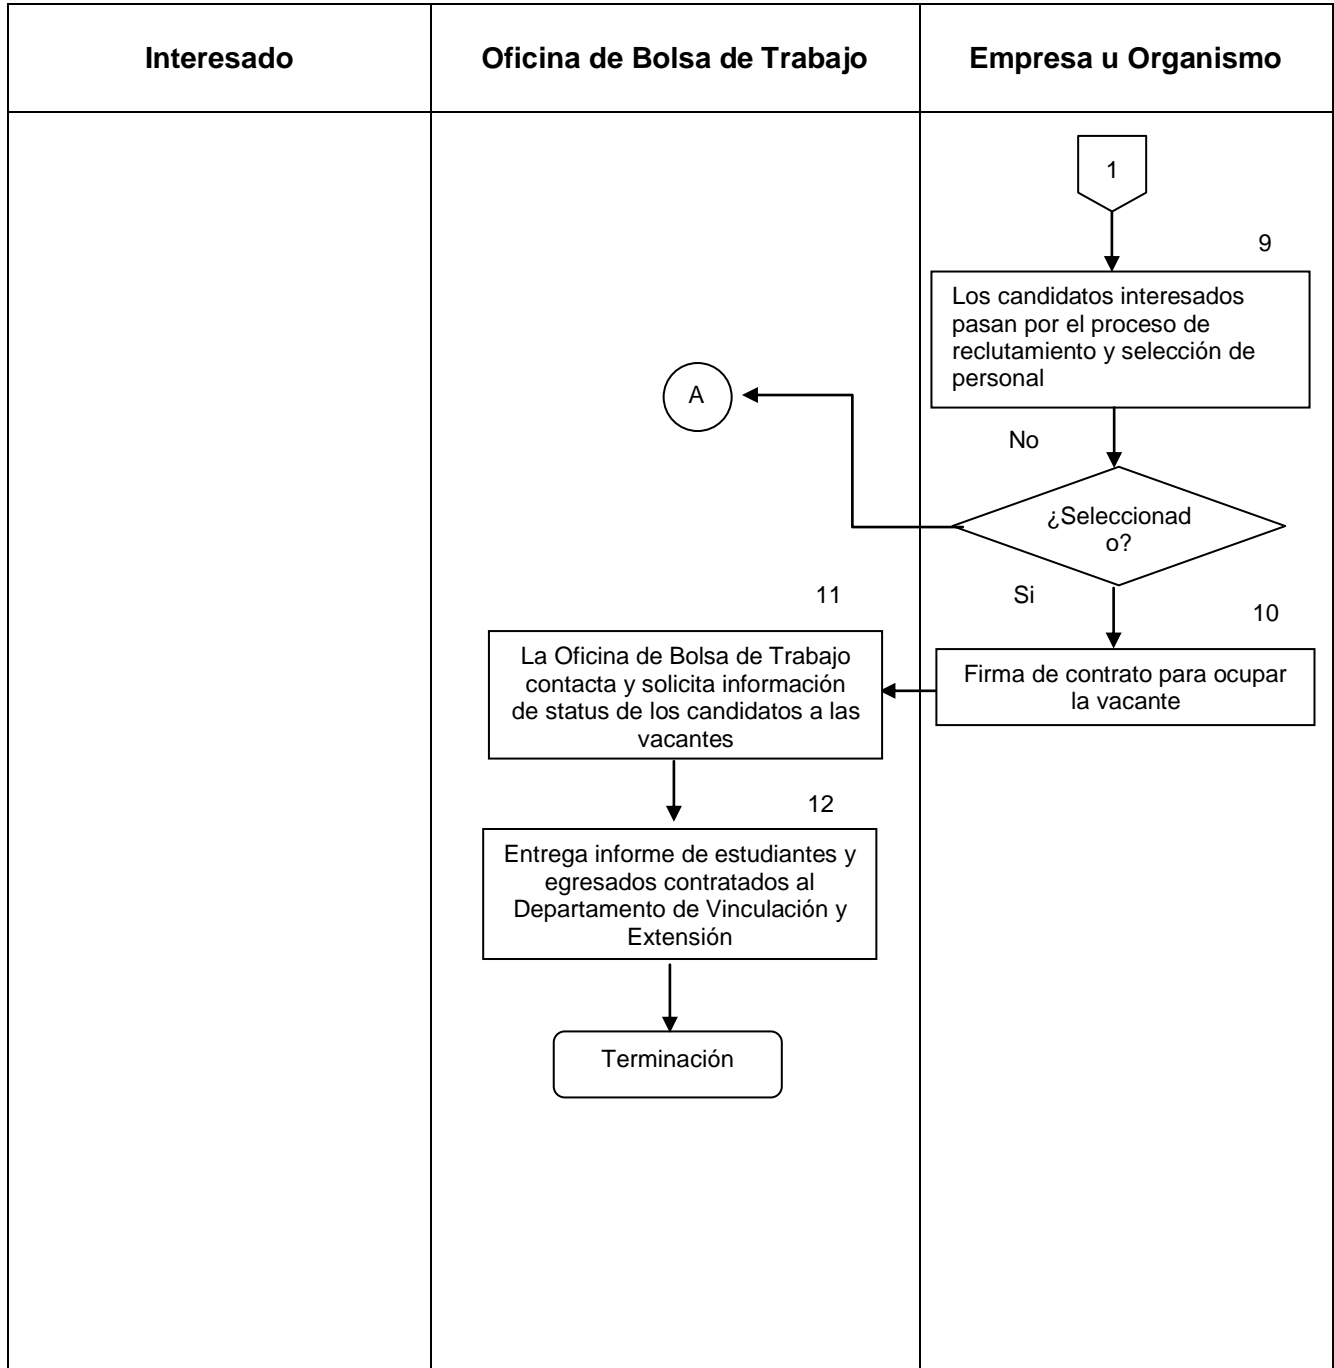 Interesado
Oficina de Bolsa de Trabajo
Empresa u Organismo
1
9
Los candidatos interesados
pasan por el proceso de
reclutamiento y selección de
personal
A
No
¿Seleccionad
o?
Si
10
Firma de contrato para ocupar
la vacante
11
La Oficina de Bolsa de Trabajo
contacta y solicita información
de status de los candidatos a las
vacantes
12
Entrega informe de estudiantes y
egresados contratados al
Departamento de Vinculación y
Extensión
Terminación